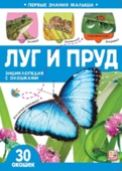 ПЕРВЫЕ ЗНАНИЯ МАЛЫША
ЛУГ И ПРУД
ЭНЦИКЛОПЕДИЯ
С ОКОШКАМИ
30
ОКОШЕК